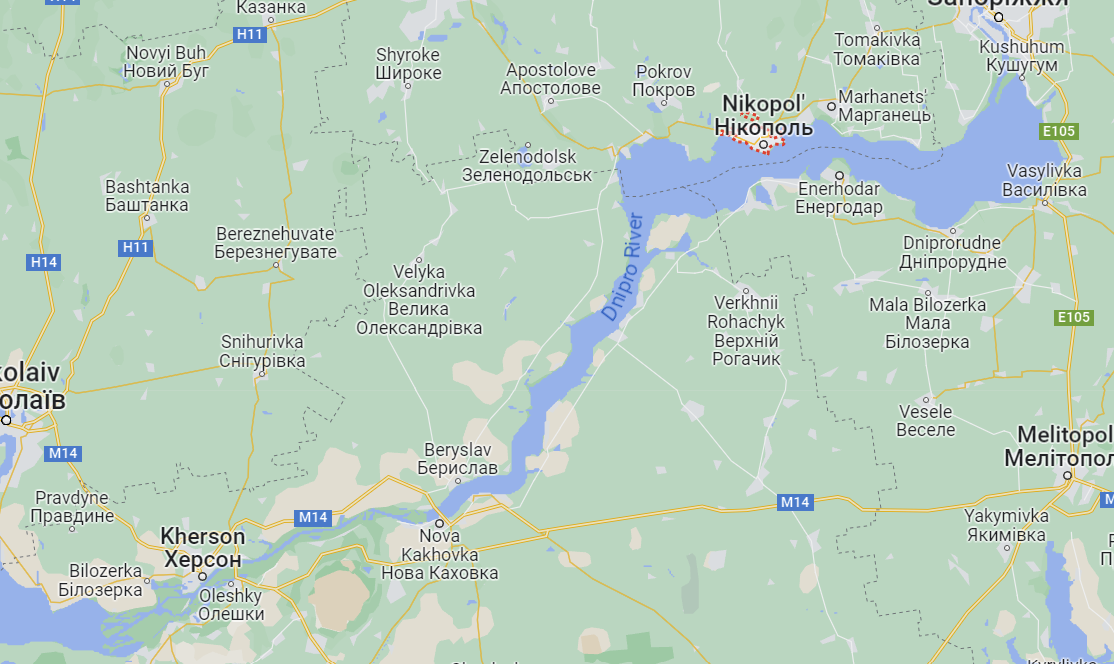 Казанка
H11
Запоріжжя
Novyi Buh
Новий Буг
Shyroke
Широке
Apostolove
Апостолове
Pokrov
Покров
Tomakivka
Томаківка
Kushuhum
Кушугум
Nikopol'
Нікополь
Marhanets'
Марганець
E105
Zelenodolsk
Зеленодольськ
Vasylivka
Василівка
Enerhodar
Енергодар
Bashtanka
Баштанка
H11
H14
Bereznehuvate
Березнегувате
Dniprorudne
Дніпрорудне
Dnipro River
Velyka
Oleksandrivka
Велика
Олександрівка
Verkhnii
Rohachyk
Верхній
Рогачик
Mala Bilozerka
Мала
Білозерка
E105
Snihurivka
Снігурівка
kolaiv
олаїв
Vesele
Веселе
M14
Beryslav
Берислав
Melitopol
Мелітопол
Pravdyne
Правдине
M14
M14
M
Kherson
Херсон
Nova
Kakhovka
Нова Каховка
Yakymivka
Якимівка
Bilozerka
Білозерка
Oleshky
Олешки